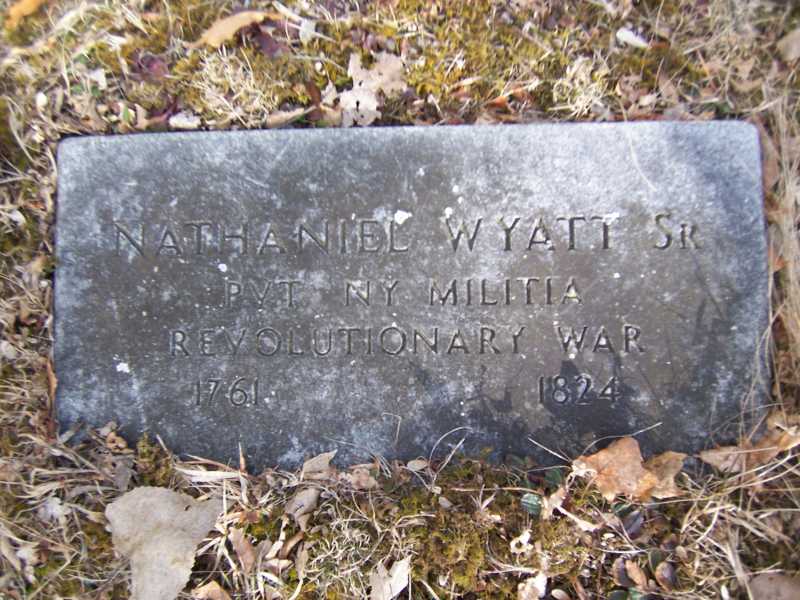 NATHANIEL WYATT SR
PVT NY MILITIA
REVOLUTIONARY WAR
1761 1824